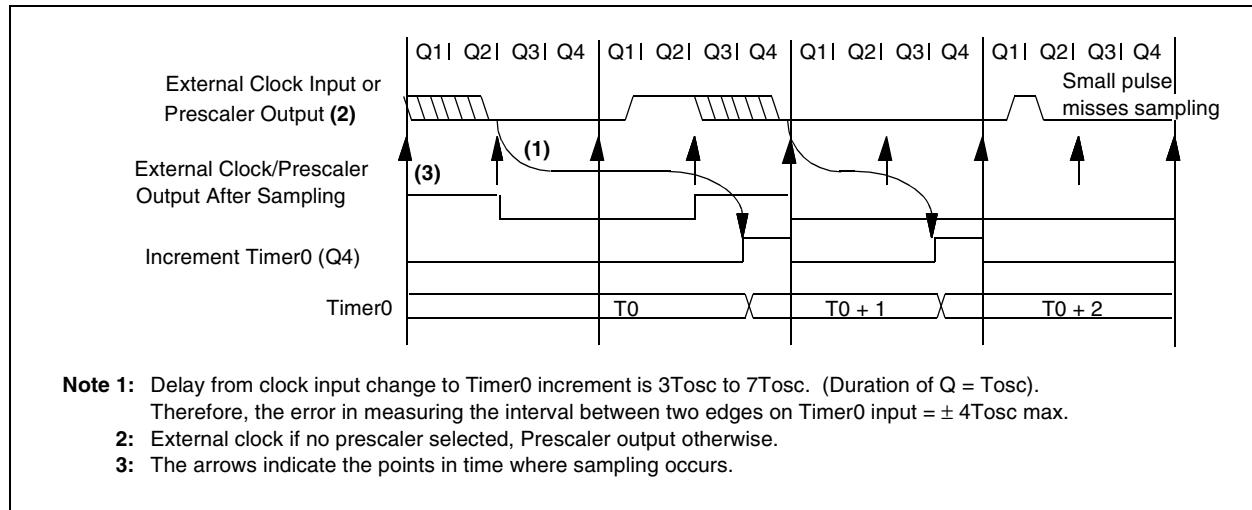 Q1| Q2| Q3| Q4 Q1| Q2| Q3| Q4 Q1| Q2| Q3| Q4 Q1| Q2| Q3| Q4
External Clock Input or
Prescaler Output (2)
Small pulse
misses sampling
(1)
(3)
External Clock/Prescaler
Output After Sampling
Increment Timer0 (Q4)
Timer0 T0 T0 + 1 T0 + 2
Note 1: Delay from clock input change to Timer0 increment is 3Tosc to 7Tosc. (Duration of Q = Tosc).
Therefore, the error in measuring the interval between two edges on Timer0 input = ± 4Tosc max.
2: External clock if no prescaler selected, Prescaler output otherwise.
3: The arrows indicate the points in time where sampling occurs.